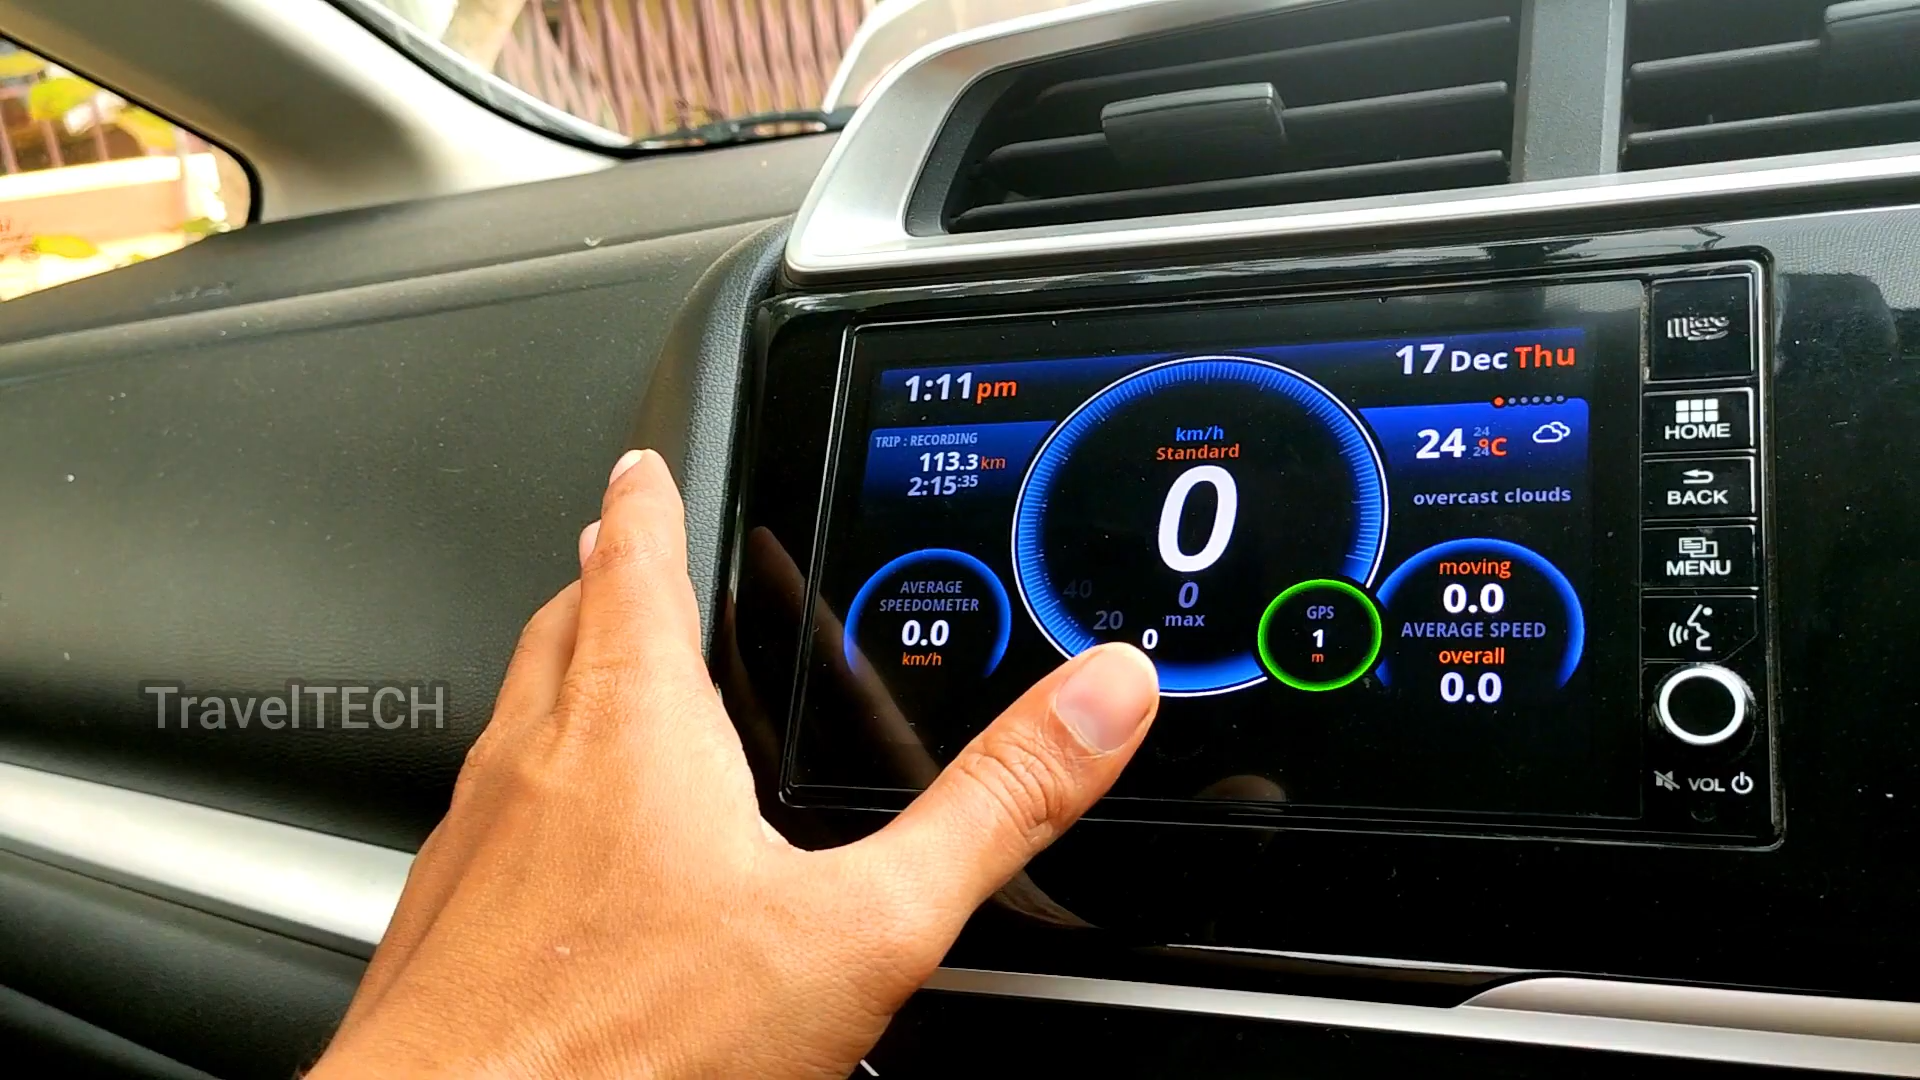 1:11 pm
17 Dec Thu
TRIP : RECORDING
113.3 km
2:15:35
km/h
Standard
0
0
max
40
20
0
24 °C
24
24
overcast clouds
AVERAGE
SPEEDOMETER
0.0
km/h
GPS
1
m
moving
0.0
AVERAGE SPEED
overall
0.0
micro
HOME
BACK
MENU
VOL
TravelTECH